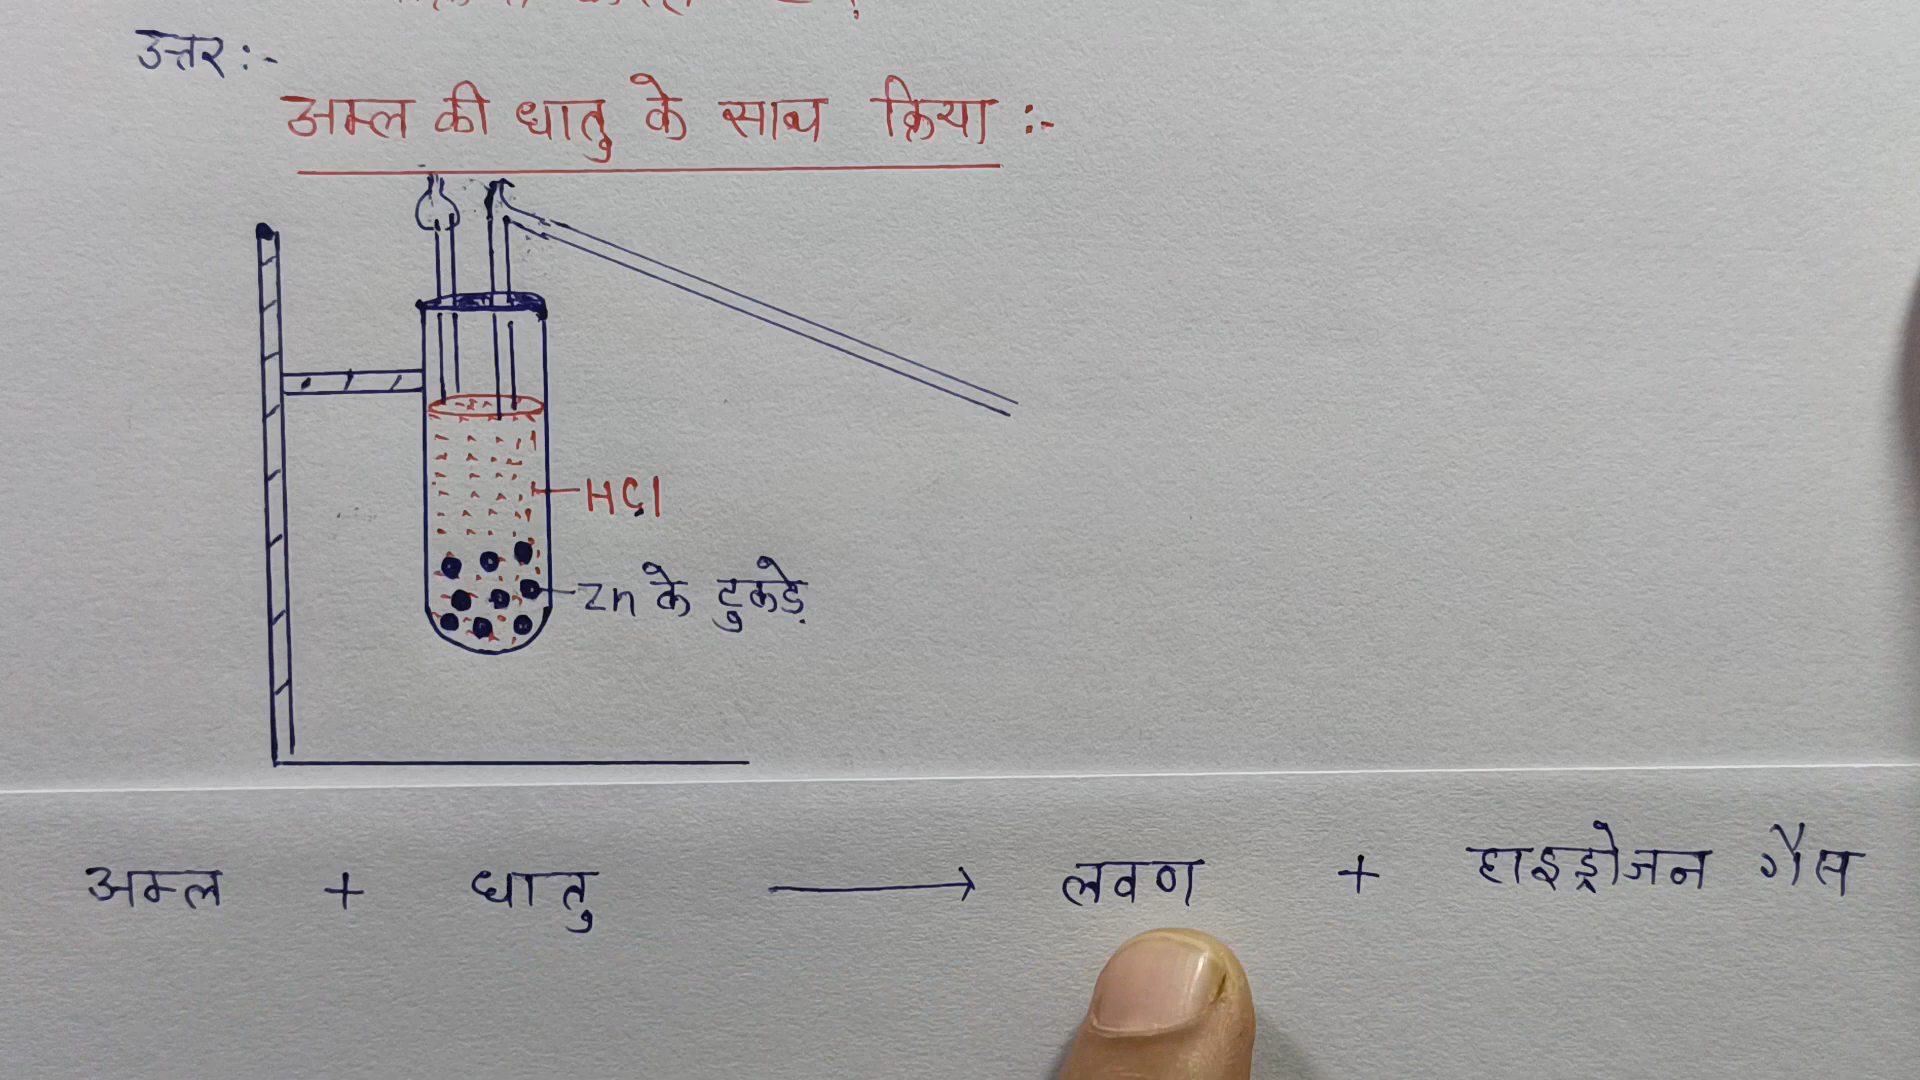 उत्तर :-
अम्ल की धातु के साथ क्रिया :-
HCl
Zn के टुकड़े
अम्ल + धातु → लवण + हाइड्रोजन गैस